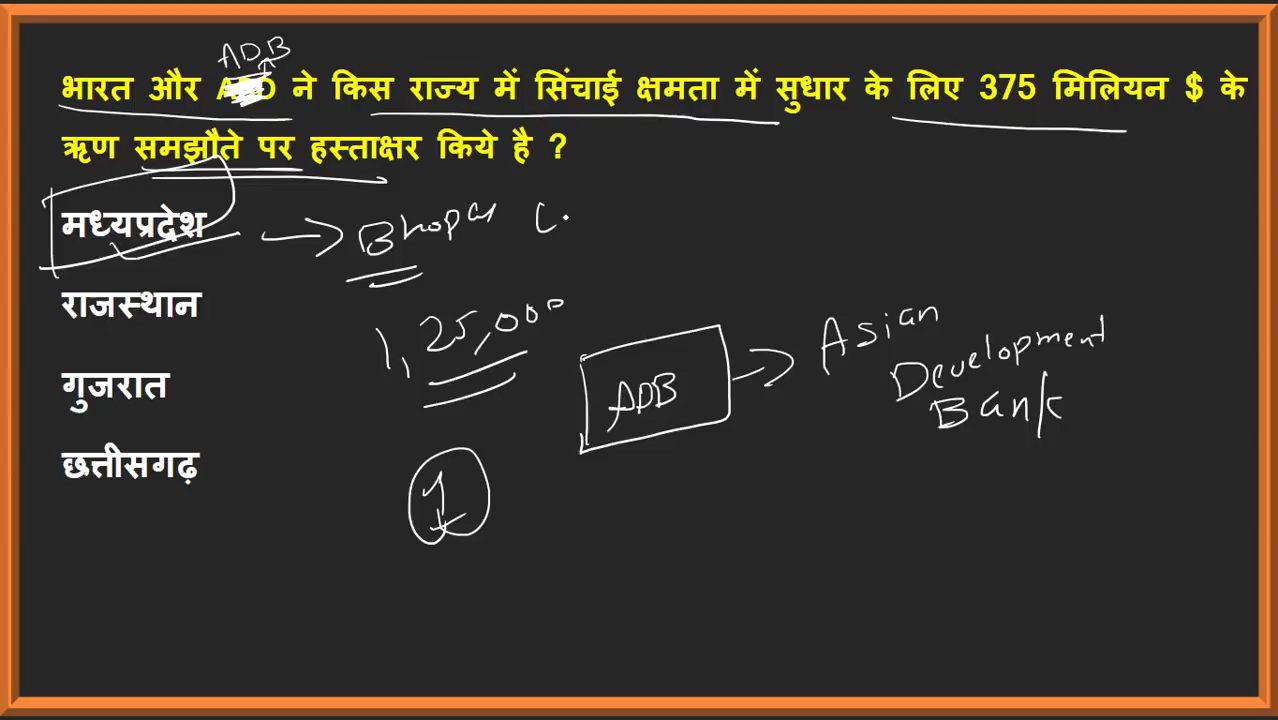 ADB
भारत और ने किस राज्य में सिंचाई क्षमता में सुधार के लिए 375 मिलियन $ के
ऋण समझौते पर हस्ताक्षर किये है ?
मध्यप्रदेश → Bhopal (
राजस्थान
1,25,000
ADB → Asian
Development
Bank
गुजरात
छत्तीसगढ़
1